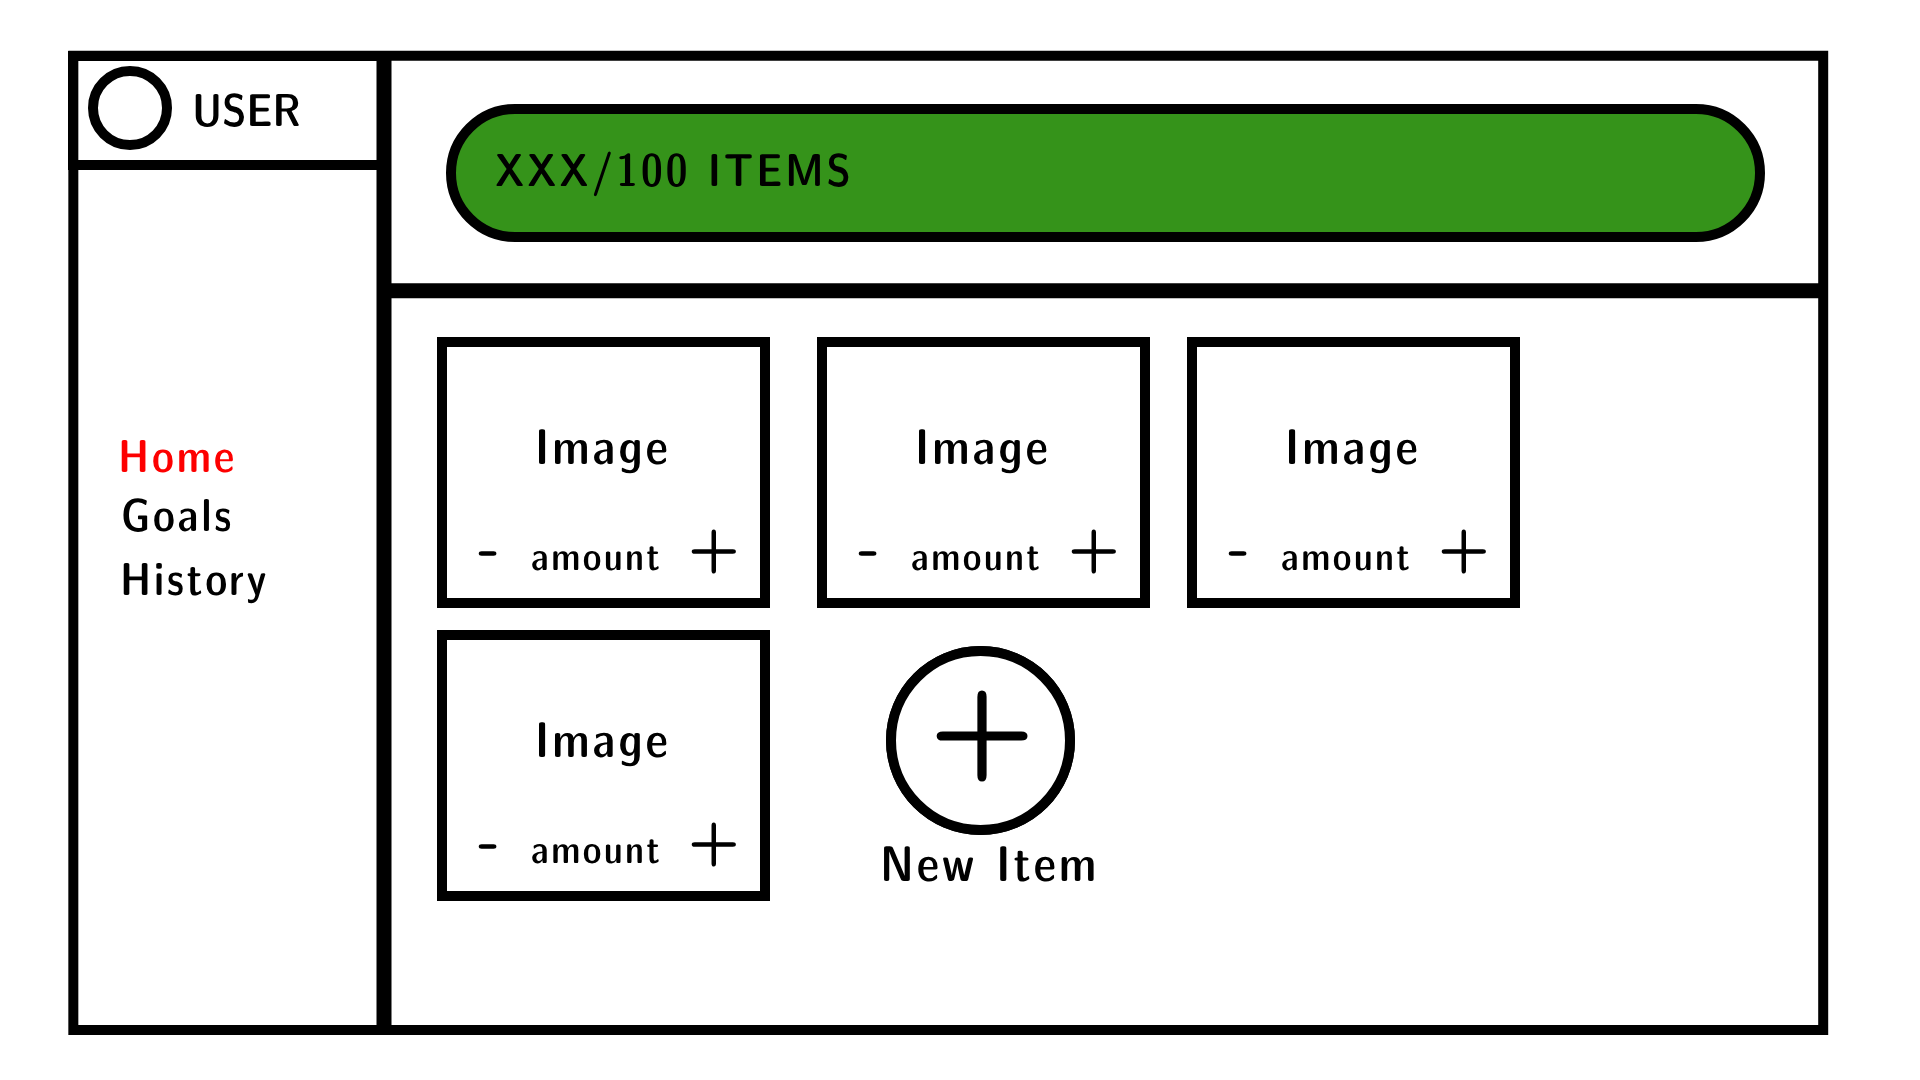 USER
XXX/100 ITEMS
Home
Goals
History
Image Image Image
- amount + - amount + - amount +
Image
- amount +
+
New Item